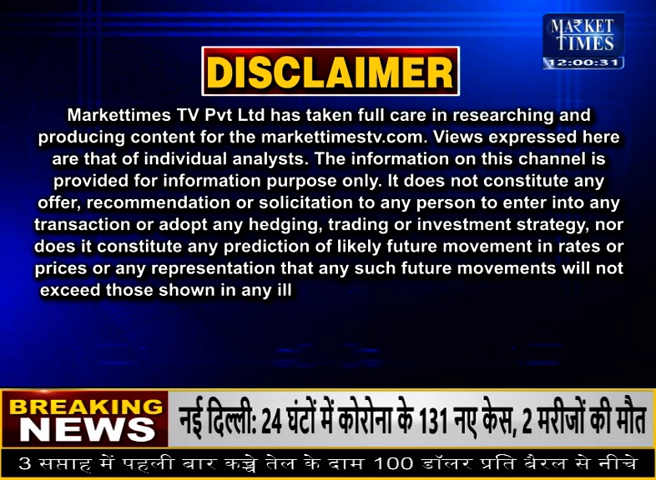 MARKET
TIMES
12:00:31
DISCLAIMER
Markettimes TV Pvt Ltd has taken full care in researching and
producing content for the markettimestv.com. Views expressed here
are that of individual analysts. The information on this channel is
provided for information purpose only. It does not constitute any
offer, recommendation or solicitation to any person to enter into any
transaction or adopt any hedging, trading or investment strategy, nor
does it constitute any prediction of likely future movement in rates or
prices or any representation that any such future movements will not
exceed those shown in any ill
BREAKING
NEWS
नई दिल्ली: 24 घंटों में कोरोना के 131 नए केस, 2 मरीजों की मौत
3 सप्ताह में पहली बार कच्चे तेल के दाम 100 डॉलर प्रति बैरल से नीचे